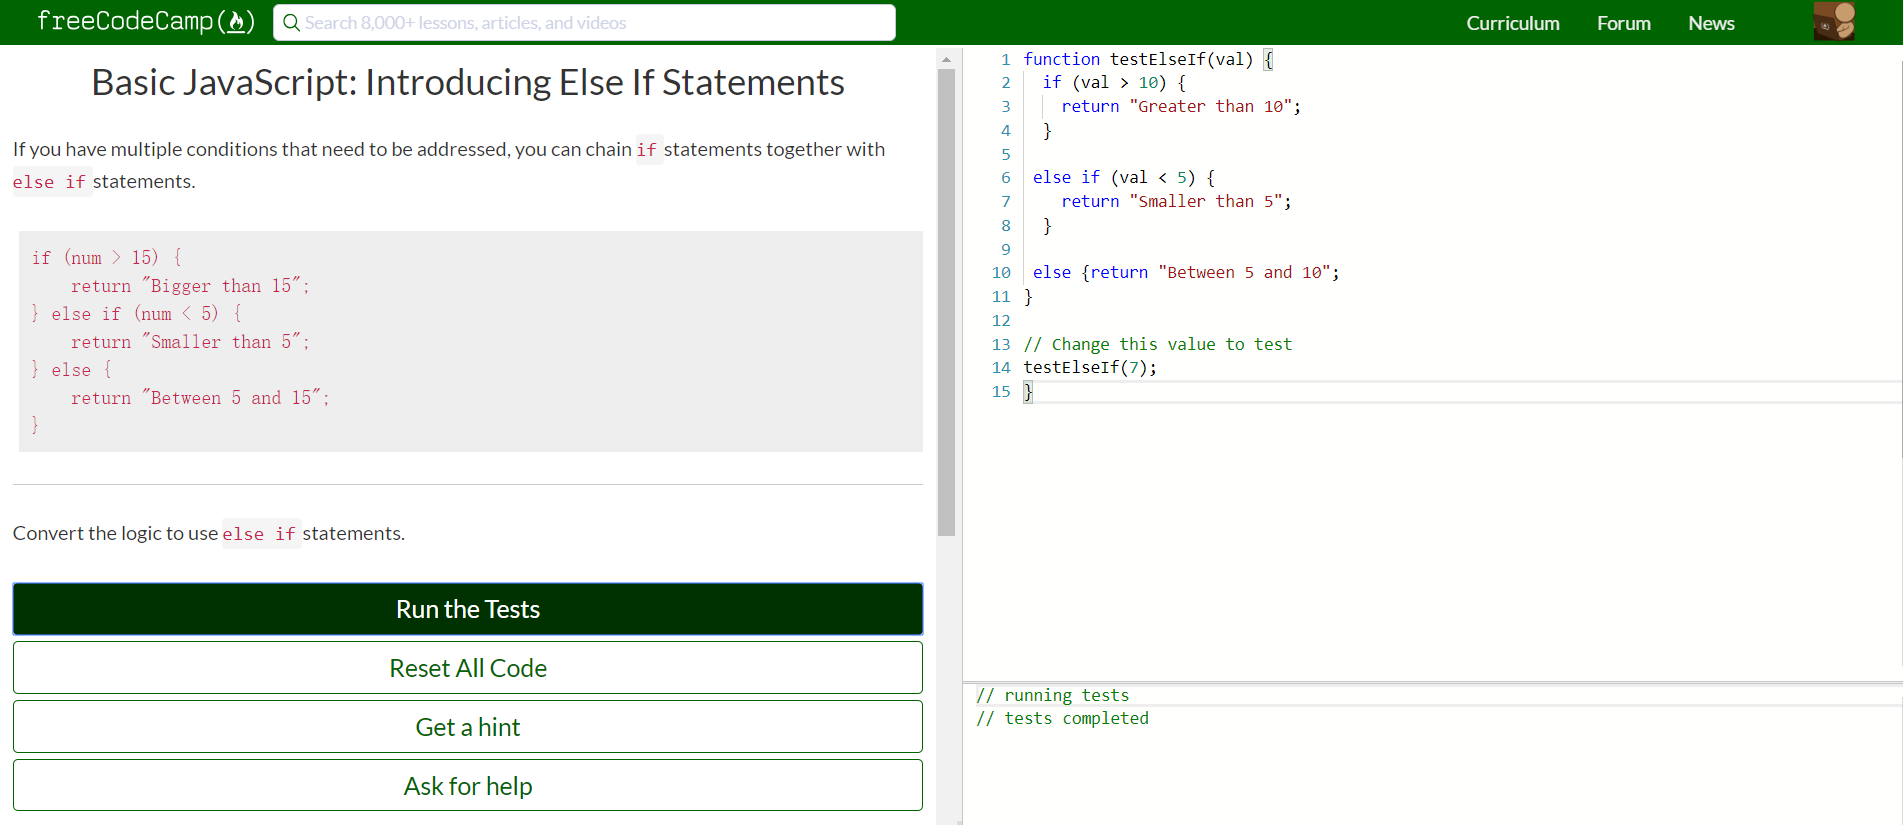 freeCodeCamp
Search 8,000+ lessons, articles, and videos
Curriculum
Forum
News
Basic JavaScript: Introducing Else If Statements
If you have multiple conditions that need to be addressed, you can chain if statements together with
else if statements.
if (num > 15) {
    return "Bigger than 15";
} else if (num < 5) {
    return "Smaller than 5";
} else {
    return "Between 5 and 15";
}
Convert the logic to use else if statements.
Run the Tests
Reset All Code
Get a hint
Ask for help
1 function testElseIf(val) {
2   if (val > 10) {
3     return "Greater than 10";
4   }
5
6  else if (val < 5) {
7     return "Smaller than 5";
8   }
9
10  else {return "Between 5 and 10";
11 }
12
13 // Change this value to test
14 testElseIf(7);
15 }
// running tests
// tests completed